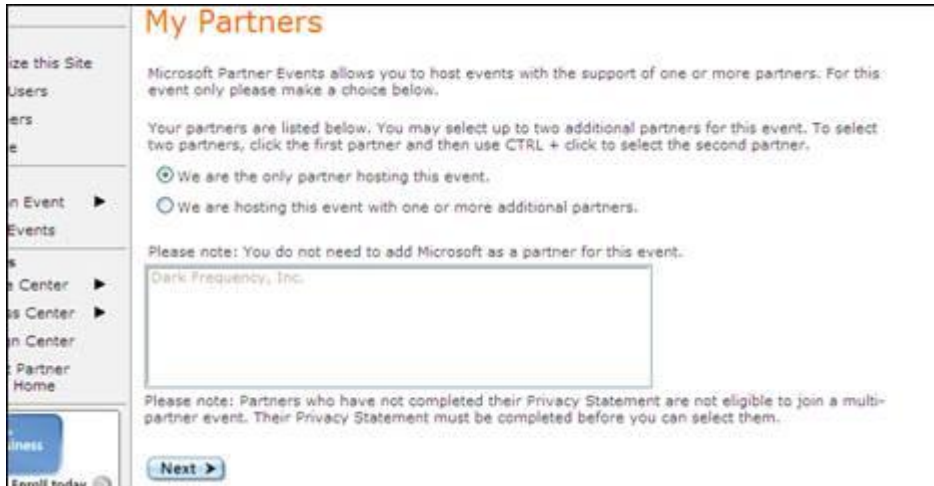 My Partners
ize this Site
Users
ers
e
n Event
Events
s
e Center
ss Center
gn Center
t Partner
Home
iness
Enroll today
Microsoft Partner Events allows you to host events with the support of one or more partners. For this
event only please make a choice below.
Your partners are listed below. You may select up to two additional partners for this event. To select
two partners, click the first partner and then use CTRL + click to select the second partner.
We are the only partner hosting this event.
We are hosting this event with one or more additional partners.
Please note: You do not need to add Microsoft as a partner for this event.
Dark Frequency, Inc.
Please note: Partners who have not completed their Privacy Statement are not eligible to join a multi-
partner event. Their Privacy Statement must be completed before you can select them.
Next